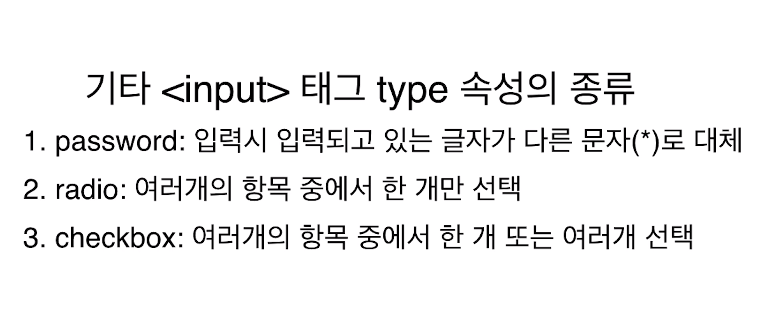 기타 <input> 태그 type 속성의 종류
1. password: 입력시 입력되고 있는 글자가 다른 문자(*)로 대체
2. radio: 여러개의 항목 중에서 한 개만 선택
3. checkbox: 여러개의 항목 중에서 한 개 또는 여러개 선택